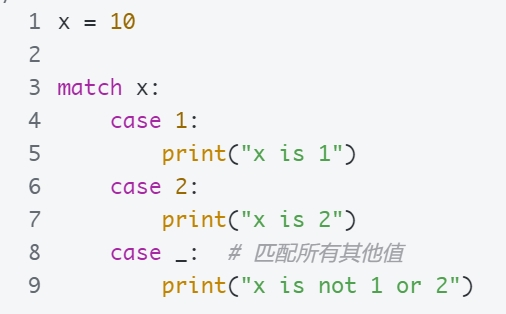 1 x = 10
2
3 match x:
4     case 1:
5         print("x is 1")
6     case 2:
7         print("x is 2")
8     case _:  # 匹配所有其他值
9         print("x is not 1 or 2")